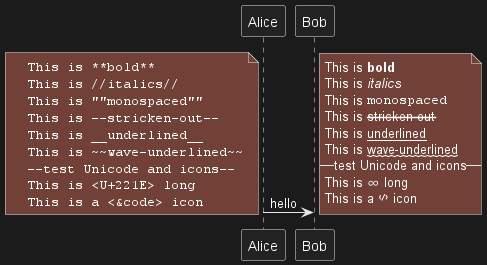 Alice
Bob
This is **bold**
This is //italics//
This is ""monospaced""
This is --stricken-out--
This is __underlined__
This is ~~wave-underlined~~
--test Unicode and icons--
This is <U+221E> long
This is a <&code> icon
hello
This is bold
This is italics
This is monospaced
This is stricken-out
This is underlined
This is wave-underlined
test Unicode and icons
This is ∞ long
This is a icon
Alice
Bob